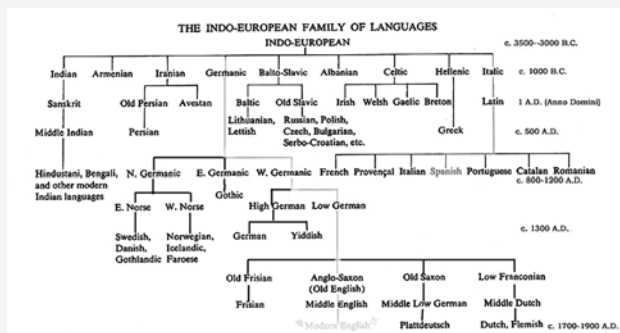 THE INDO-EUROPEAN FAMILY OF LANGUAGES
INDO-EUROPEAN
c. 3500–3000 B.C.
Indian Armenian Iranian Germanic Balto-Slavic Albanian Celtic Hellenic Italic c. 1000 B.C.
Sanskrit Old Persian Avestan Baltic Old Slavic Irish Welsh Gaelic Breton Latin 1 A.D. (Anno Domini)
Lithuanian, Russian, Polish,
Middle Indian Persian Lettish Czech, Bulgarian, Greek c. 500 A.D.
Serbo-Croatian, etc.
Hindustani, Bengali, N. Germanic E. Germanic W. Germanic French Provençal Italian Spanish Portuguese Catalan Romanian
and other modern c. 800-1200 A.D.
Indian languages Gothic
E. Norse W. Norse High German Low German
c. 1300 A.D.
Swedish, Norwegian, German Yiddish
Danish, Icelandic,
Gothlandic Faroese
Old Frisian Anglo-Saxon Old Saxon Low Franconian
(Old English)
Frisian Middle English Middle Low German Middle Dutch
"Modern English" Plattdeutsch Dutch, Flemish c. 1700-1900 A.D.